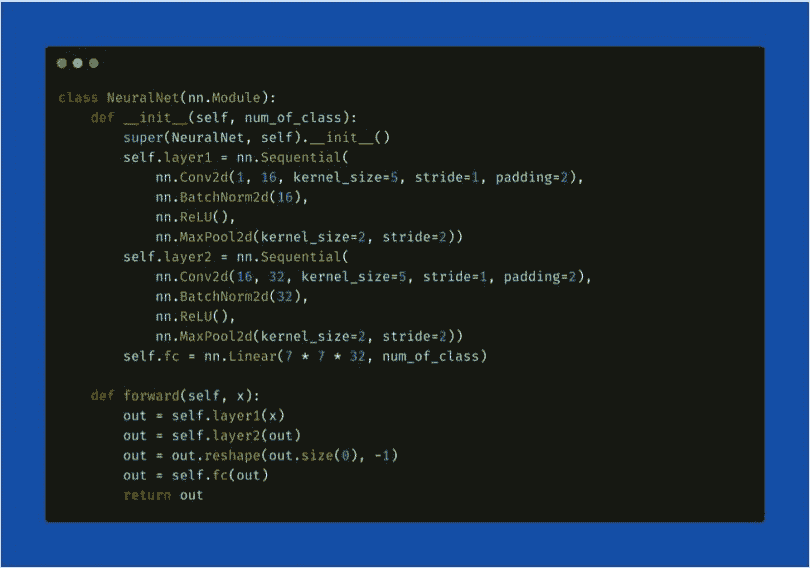 class NeuralNet(nn.Module):
    def __init__(self, num_of_class):
        super(NeuralNet, self).__init__()
        self.layer1 = nn.Sequential(
            nn.Conv2d(1, 16, kernel_size=5, stride=1, padding=2),
            nn.BatchNorm2d(16),
            nn.ReLU(),
            nn.MaxPool2d(kernel_size=2, stride=2))
        self.layer2 = nn.Sequential(
            nn.Conv2d(16, 32, kernel_size=5, stride=1, padding=2),
            nn.BatchNorm2d(32),
            nn.ReLU(),
            nn.MaxPool2d(kernel_size=2, stride=2))
        self.fc = nn.Linear(7 * 7 * 32, num_of_class)

    def forward(self, x):
        out = self.layer1(x)
        out = self.layer2(out)
        out = out.reshape(out.size(0), -1)
        out = self.fc(out)
        return out